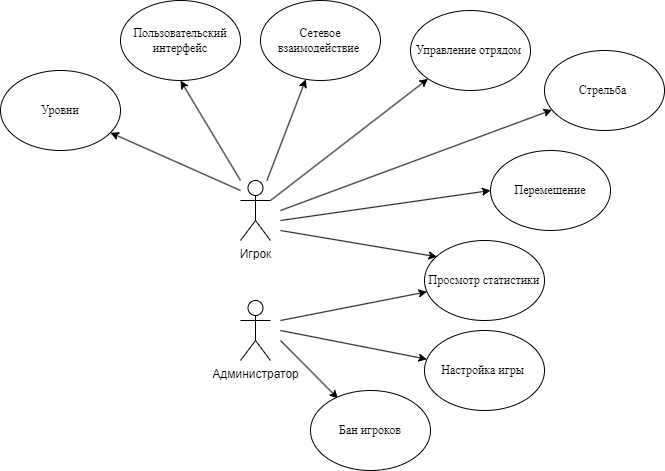 Пользовательский
интерфейс
Сетевое
взаимодействие
Управление отрядом
Стрельба
Уровни
Перемещение
Игрок
Просмотр статистики
Администратор
Настройка игры
Бан игроков